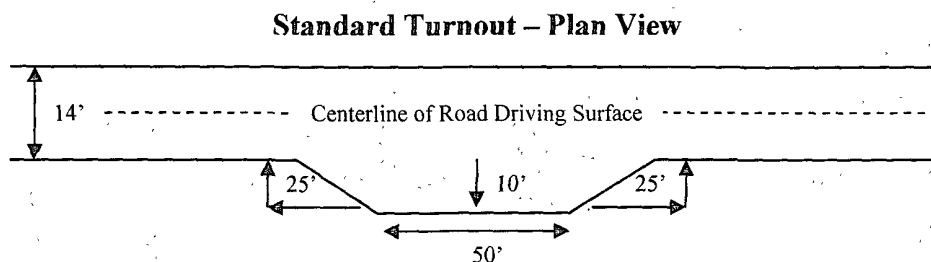 Standard Turnout – Plan View
14’
Centerline of Road Driving Surface
25’
10’
25’
50’